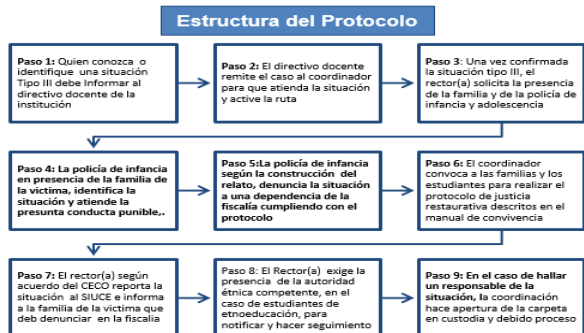 Estructura del Protocolo
Paso 1: Quien conozca o
identifique una situación
Tipo III debe Informar al
directivo docente de la
institución
Paso 2: El directivo docente
remite el caso al coordinador
para que atienda la situación
y active la ruta
Paso 3: Una vez confirmada
la situación tipo III, el
rector(a) solicita la presencia
de la familia y de la policía de
infancia y adolescencia
Paso 4: La policía de infancia
en presencia de la familia de
la victima, identifica la
situación y atiende la
presunta conducta punible,.
Paso 5:La policía de infancia
según la construcción del
relato, denuncia la situación
a una dependencia de la
fiscalía cumpliendo con el
protocolo
Paso 6: El coordinador
convoca a las familias y los
estudiantes para realizar el
protocolo de justicia
restaurativa descritos en el
manual de convivencia
Paso 7: El rector(a) según
acuerdo del CECO reporta la
situación al SIUCE e informa
a la familia de la victima que
deb denunciar en la fiscalia
Paso 8: El Rector(a) exige la
presencia de la autoridad
étnica competente, en el
caso de estudiantes de
etnoeducación, para
notificar y hacer seguimiento
Paso 9: En el caso de hallar
un responsable de la
situación, la coordinación
hace apertura de la carpeta
en custodia y debido proceso